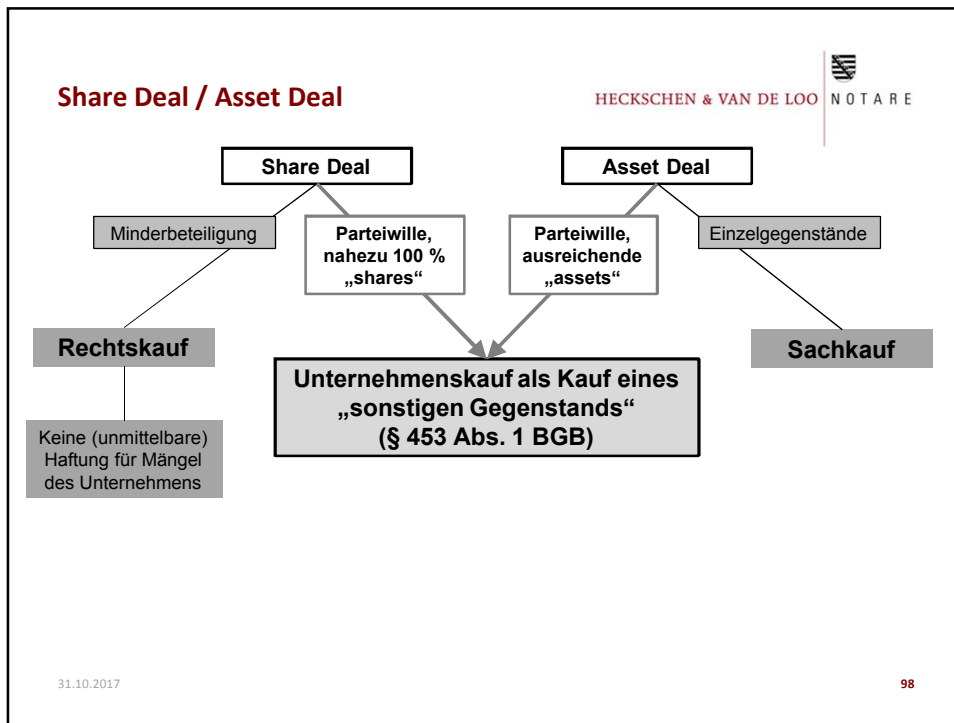 Share Deal / Asset Deal
HECKSCHEN & VAN DE LOO NOTARE
Share Deal
Asset Deal
Minderbeteiligung
Parteiwille,
nahezu 100 %
„shares“
Parteiwille,
ausreichende
„assets“
Einzelgegenstände
Rechtskauf
Sachkauf
Unternehmenskauf als Kauf eines
„sonstigen Gegenstands“
(§ 453 Abs. 1 BGB)
Keine (unmittelbare)
Haftung für Mängel
des Unternehmens
31.10.2017
98